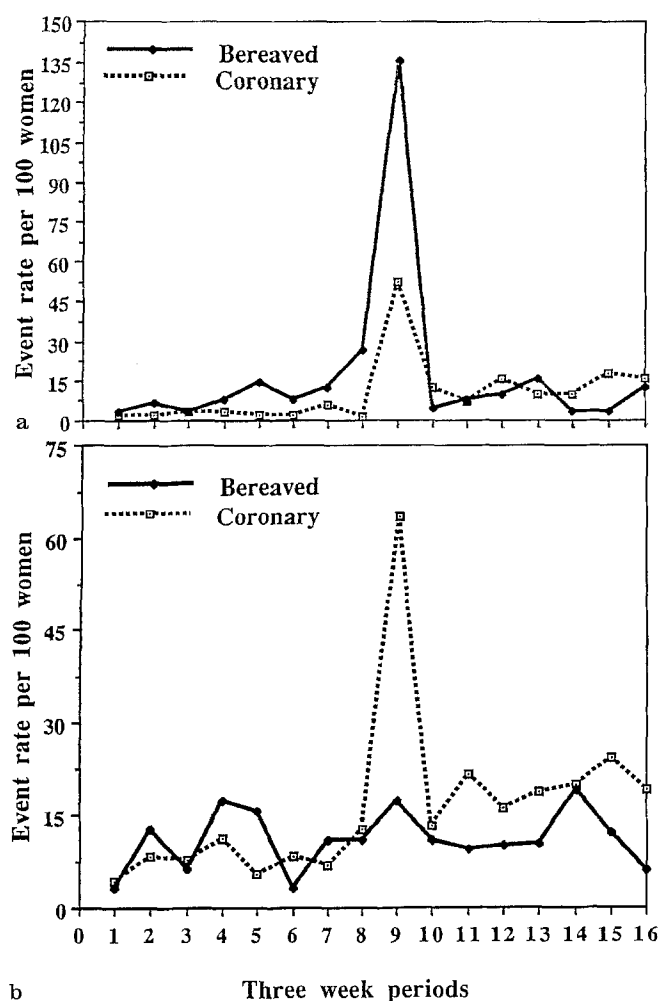 150
135
120
105
90
75
60
45
30
15
0
Event rate per 100 women
Bereaved
Coronary
a
75
60
45
30
15
0
Event rate per 100 women
Bereaved
Coronary
0 1 2 3 4 5 6 7 8 9 10 11 12 13 14 15 16
b Three week periods